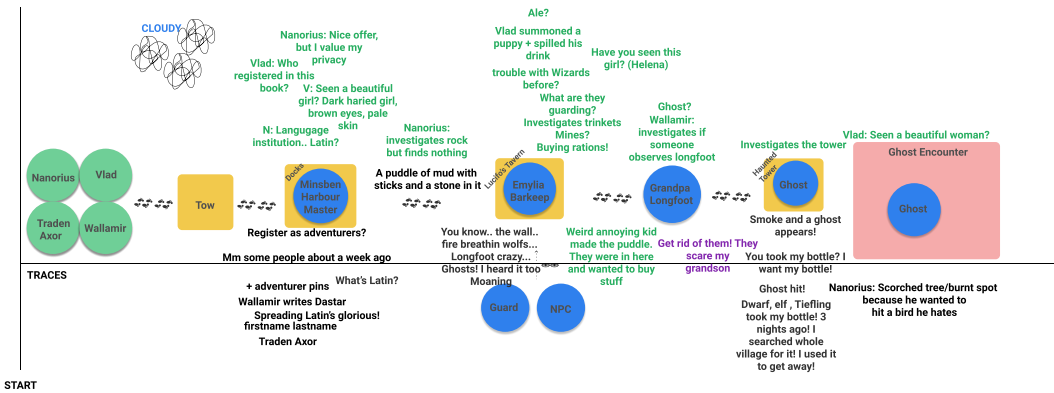 CLOUDY
Nanorius: Nice offer,
but I value my
privacy
Vlad: Who
registered in this
book?
V: Seen a beautiful
girl? Dark haried girl,
brown eyes, pale
skin
N: Langugage
institution.. Latin?
Nanorius:
investigates rock
but finds nothing
Ale?
Vlad summoned a
puppy + spilled his
drink
Have you seen this
girl? (Helena)
trouble with Wizards
before?
What are they
guarding?
Investigates trinkets
Mines?
Buying rations!
Ghost?
Wallamir:
investigates if
someone
observes longfoot
Investigates the tower
Vlad: Seen a beautiful woman?
Nanorius
Vlad
Traden
Axor
Wallamir
Tow
Docks
Minsben
Harbour
Master
A puddle of mud with
sticks and a stone in it
Lucifo's Tavern
Emylia
Barkeep
Grandpa
Longfoot
Haunted
Tower
Ghost
Ghost Encounter
Ghost
Register as adventurers?
Mm some people about a week ago
You know.. the wall..
fire breathin wolfs...
Longfoot crazy...
Ghosts! I heard it too
Moaning
Weird annoying kid
made the puddle.
They were in here
and wanted to buy
stuff
Get rid of them! They
scare my
grandson
Smoke and a ghost
appears!
You took my bottle? I
want my bottle!
TRACES
What's Latin?
+ adventurer pins
Wallamir writes Dastar
Spreading Latin's glorious!
firstname lastname
Traden Axor
Guard
NPC
Ghost hit!
Dwarf, elf , Tiefling
took my bottle! 3
nights ago! I
searched whole
village for it! I used it
to get away!
Nanorius: Scorched tree/burnt spot
because he wanted to
hit a bird he hates
START